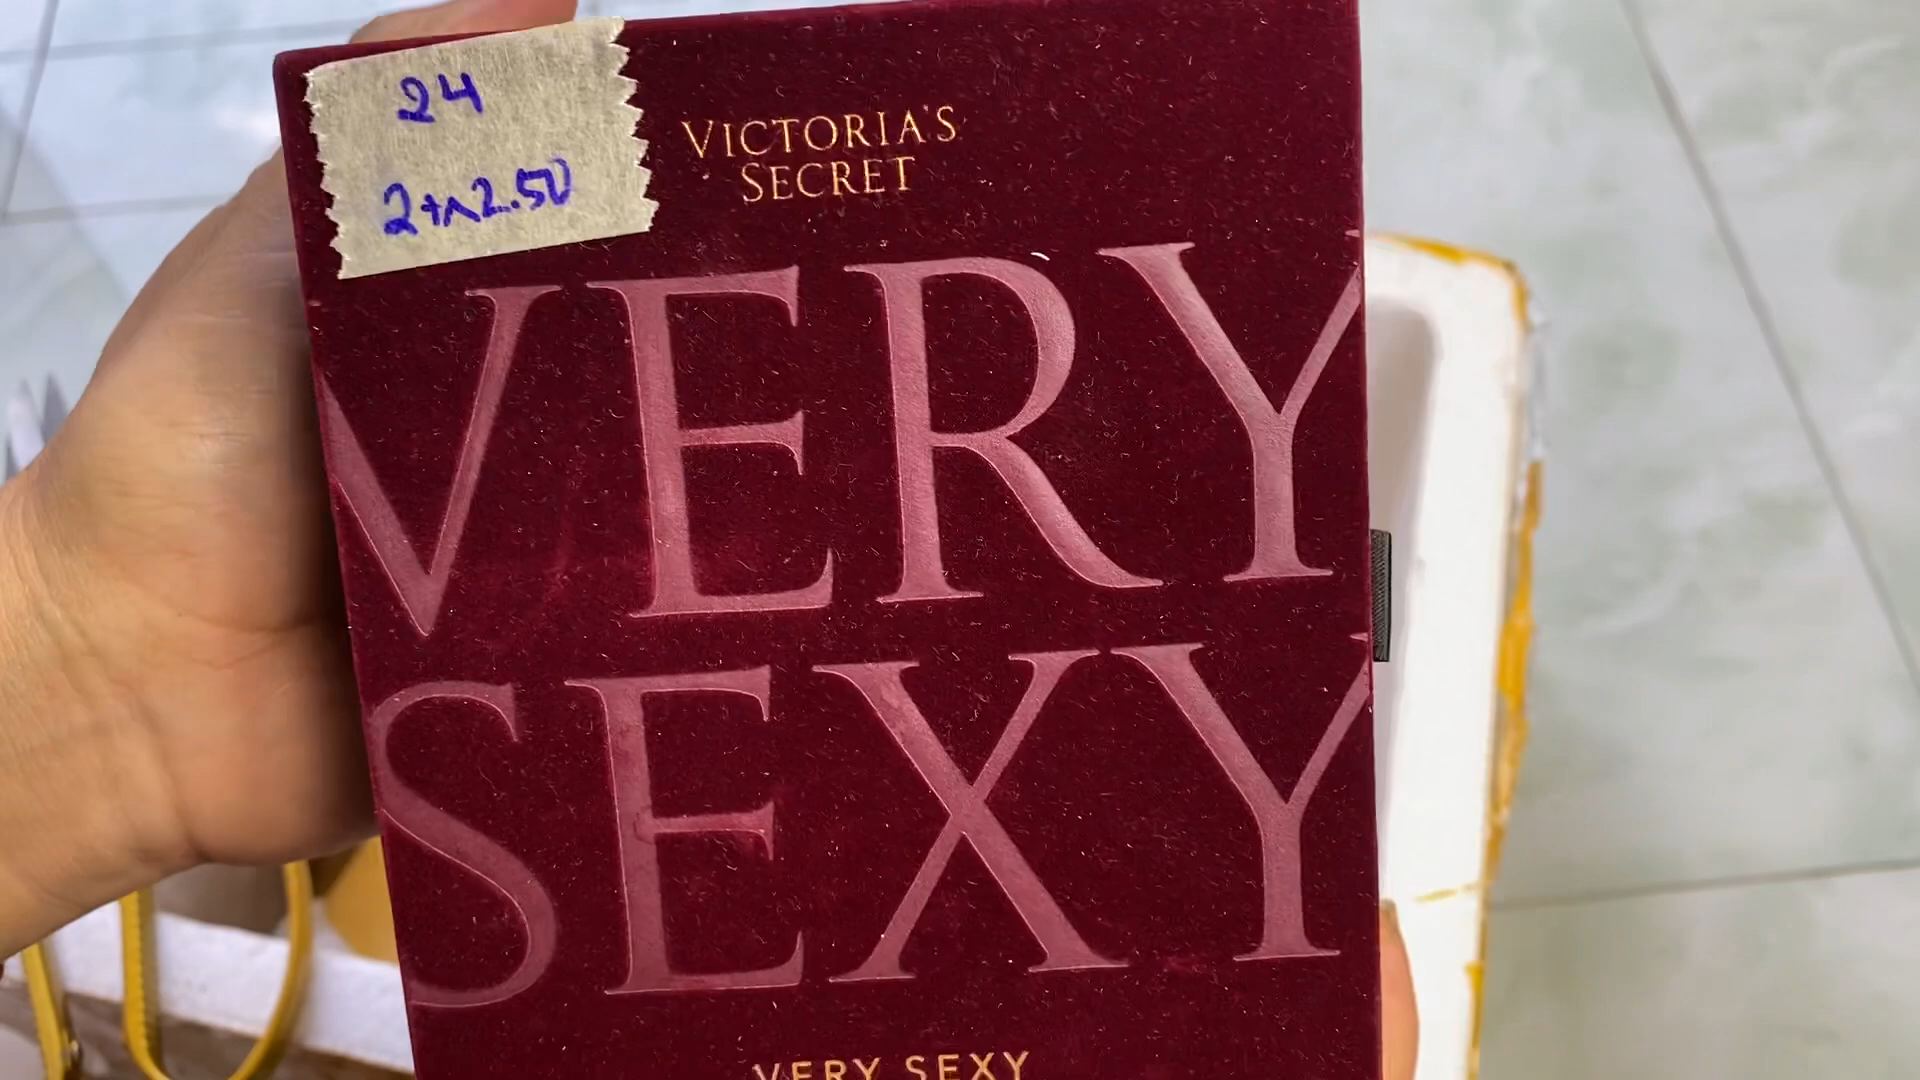 24
2tr2.50
VICTORIA'S
SECRET
VERY
SEXY
VERY SEXY